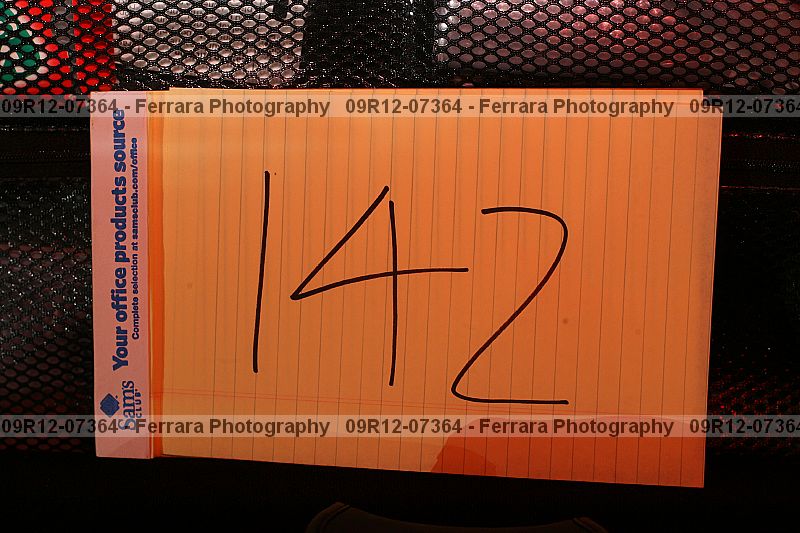 09R12-07364 - Ferrara Photography 09R12-07364 - Ferrara Photography 09R12-07364
Your office products source
Complete selection at samsclub.com/office
Sam's
CLUB
142
09R12-07364 - Ferrara Photography 09R12-07364 - Ferrara Photography 09R12-07364